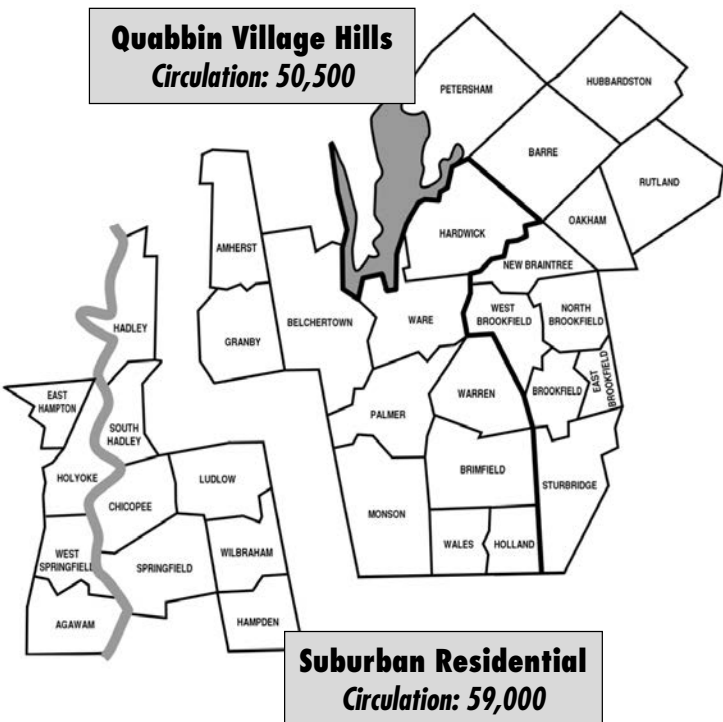 Quabbin Village Hills
Circulation: 50,500
PETERSHAM
HUBBARDSTON
BARRE
RUTLAND
OAKHAM
HARDWICK
NEW BRAINTREE
AMHERST
HADLEY
GRANBY
BELCHERTOWN
WARE
WEST
BROOKFIELD
NORTH
BROOKFIELD
EAST
BROOKFIELD
BROOKFIELD
WARREN
EAST
HAMPTON
SOUTH
HADLEY
PALMER
HOLYOKE
CHICOPEE
LUDLOW
BRIMFIELD
STURBRIDGE
MONSON
WALES
HOLLAND
WEST
SPRINGFIELD
SPRINGFIELD
WILBRAHAM
AGAWAM
HAMPDEN
Suburban Residential
Circulation: 59,000